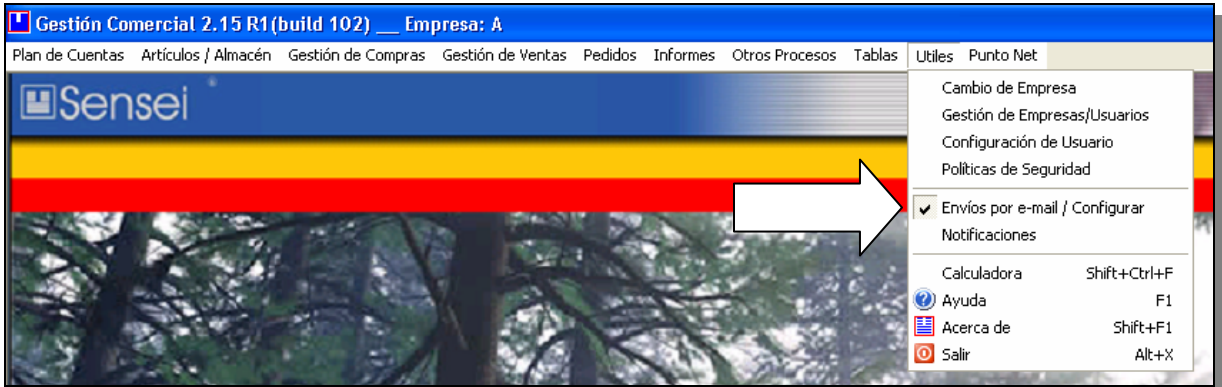 Gestión Comercial 2.15 R1(build 102) __ Empresa: A
Plan de Cuentas Artículos / Almacén Gestión de Compras Gestión de Ventas Pedidos Informes Otros Procesos Tablas Utiles Punto Net
Sensei
Cambio de Empresa
Gestión de Empresas/Usuarios
Configuración de Usuario
Políticas de Seguridad
Envíos por e-mail / Configurar
Notificaciones
Calculadora Shift+Ctrl+F
Ayuda F1
Acerca de Shift+F1
Salir Alt+X